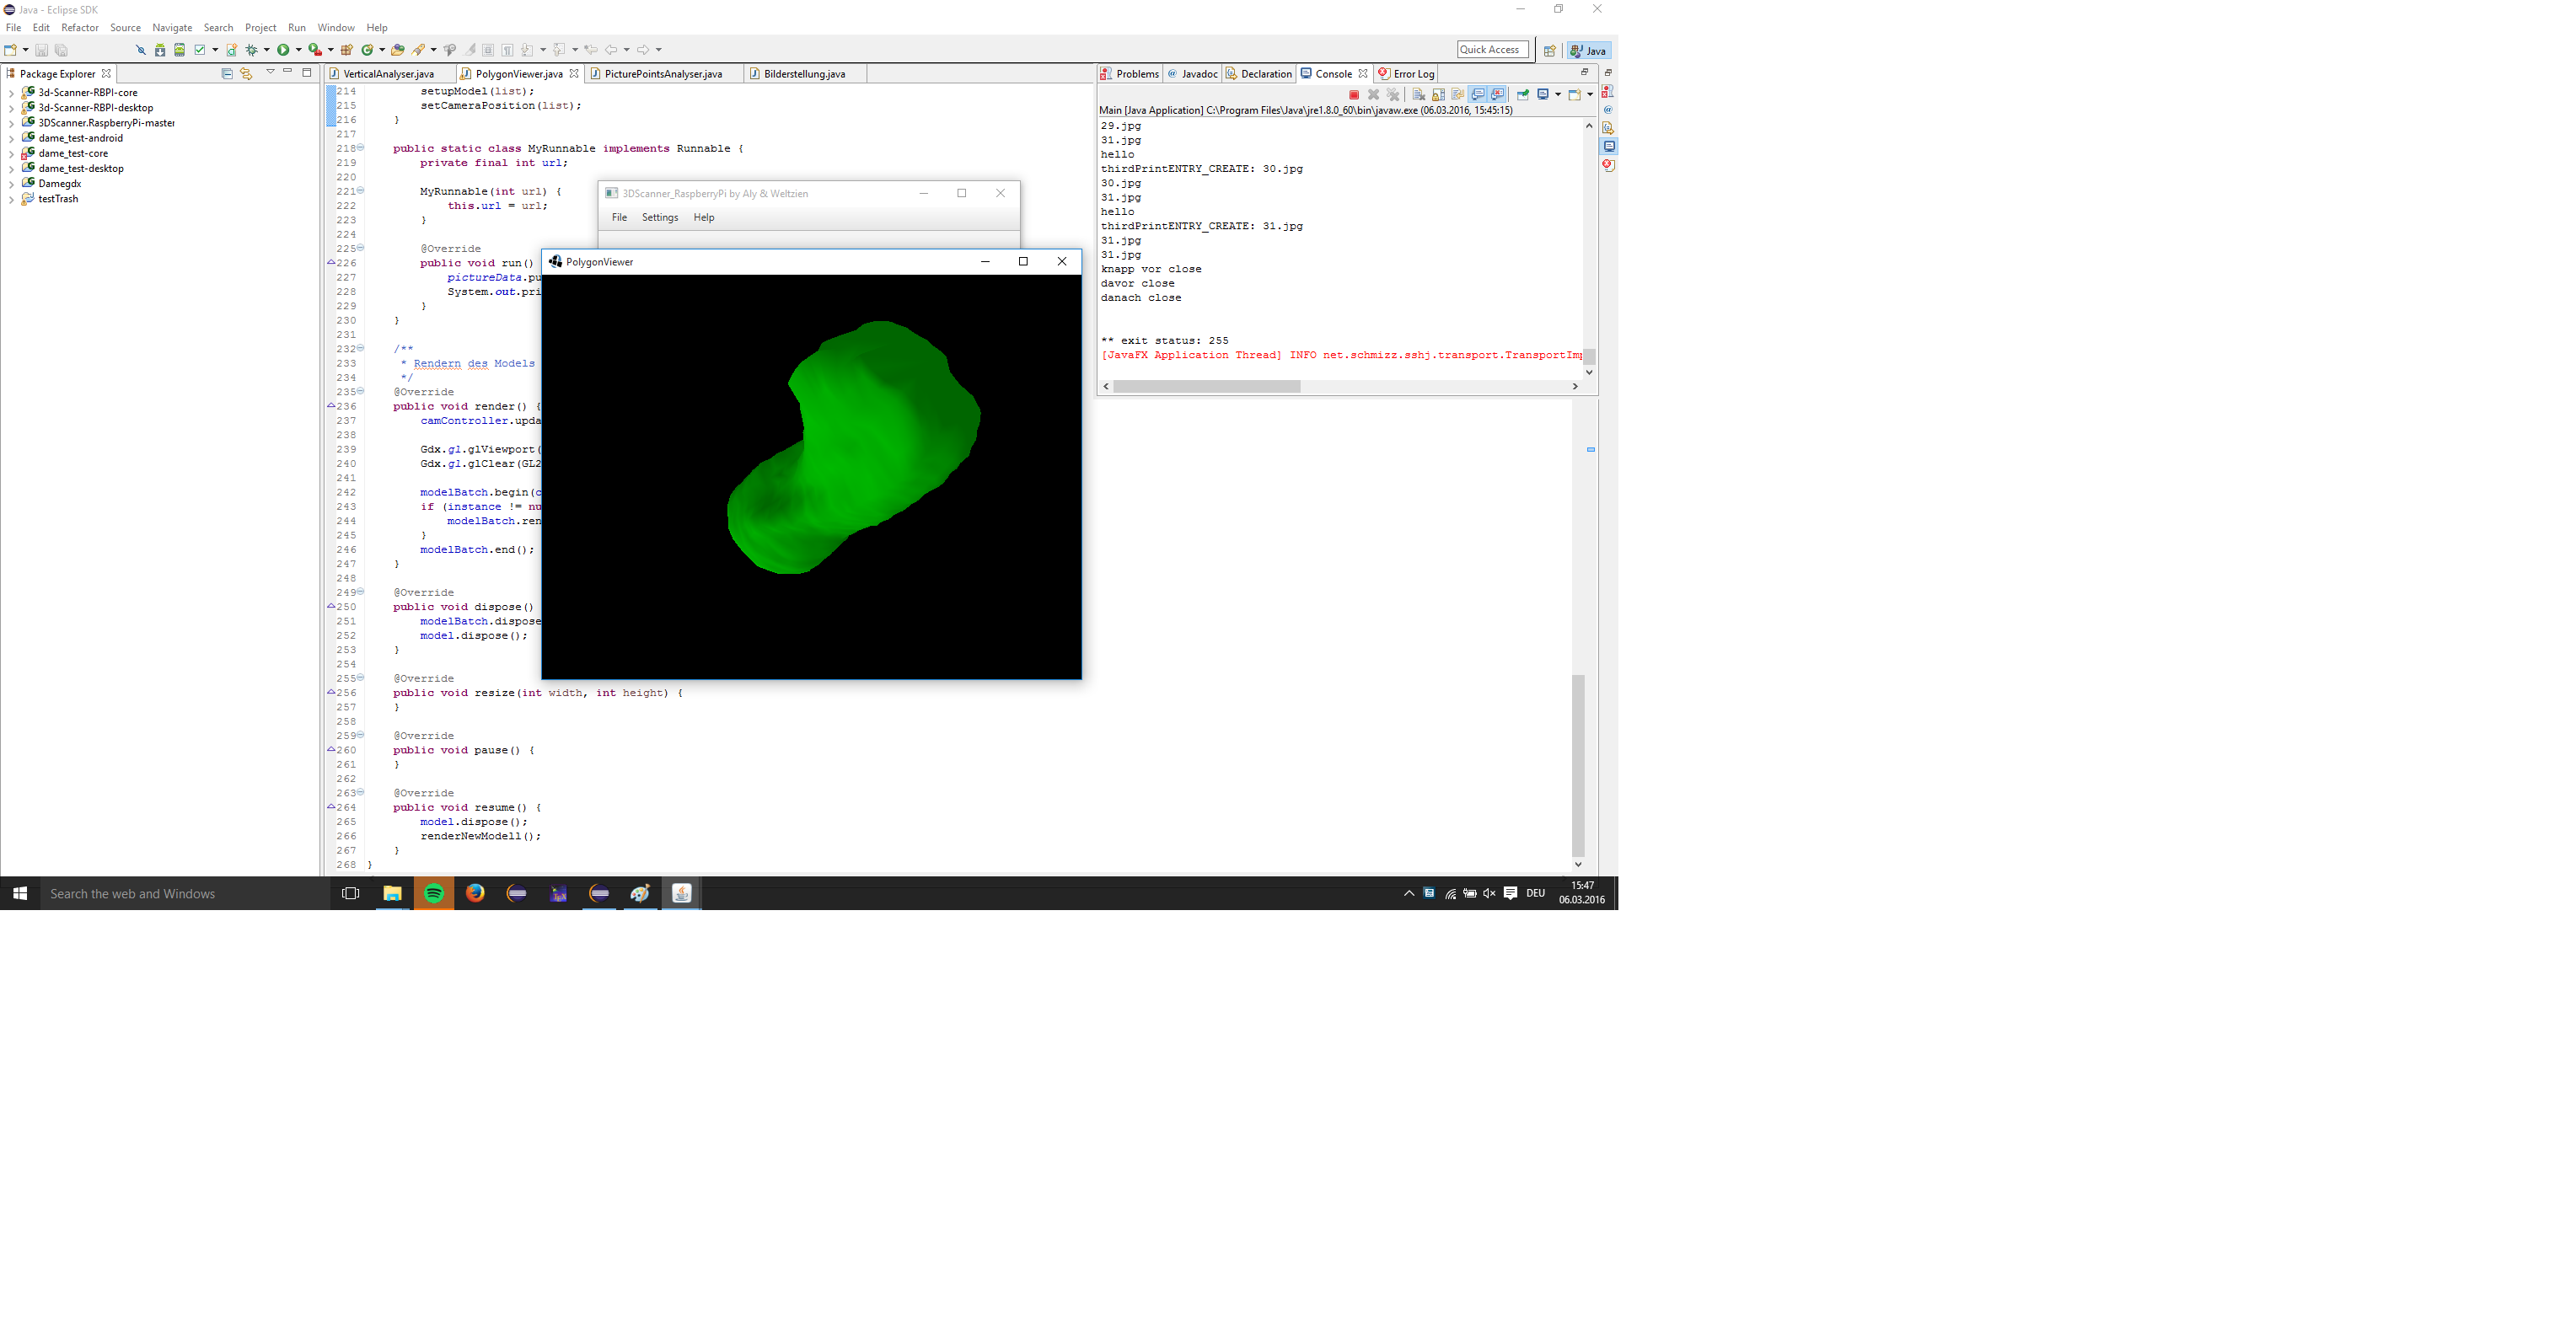 Java - Eclipse SDK
File Edit Refactor Source Navigate Search Project Run Window Help
Quick Access
Java
Package Explorer
3d-Scanner-RBPI-core
3d-Scanner-RBPI-desktop
3DScanner.RaspberryPi-master
dame_test-android
dame_test-core
dame_test-desktop
Damegdx
testTrash
VerticalAnalyser.java PolygonViewer.java PicturePointsAnalyser.java Bilderstellung.java
214 setupModel(list);
215 setCameraPosition(list);
216 }
217
218 public static class MyRunnable implements Runnable {
219 private final int url;
220
221 MyRunnable(int url) {
222 this.url = url;
223 }
224
225 @Override
226 public void run()
227 pictureData.pu
228 System.out.pri
229 }
230 }
231
232 /**
233 * Rendern des Models
234 */
235 @Override
236 public void render() {
237 camController.upda
238
239 Gdx.gl.glViewport(
240 Gdx.gl.glClear(GL2
241
242 modelBatch.begin(c
243 if (instance != nu
244 modelBatch.ren
245 }
246 modelBatch.end();
247 }
248
249 @Override
250 public void dispose()
251 modelBatch.dispose
252 model.dispose();
253 }
254
255 @Override
256 public void resize(int width, int height) {
257 }
258
259 @Override
260 public void pause() {
261 }
262
263 @Override
264 public void resume() {
265 model.dispose();
266 renderNewModell();
267 }
268 }
3DScanner_RaspberryPi by Aly & Weltzien
File Settings Help
PolygonViewer
Problems Javadoc Declaration Console Error Log
Main [Java Application] C:\Program Files\Java\jre1.8.0_60\bin\javaw.exe (06.03.2016, 15:45:15)
29.jpg
31.jpg
hello
thirdPrintENTRY_CREATE: 30.jpg
30.jpg
31.jpg
hello
thirdPrintENTRY_CREATE: 31.jpg
31.jpg
31.jpg
knapp vor close
davor close
danach close
** exit status: 255
[JavaFX Application Thread] INFO net.schmizz.sshj.transport.TransportImp
Search the web and Windows
DEU
15:47
06.03.2016